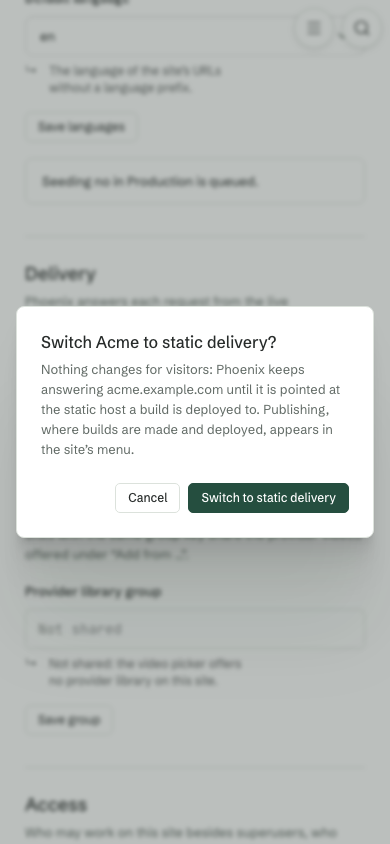 en
The language of the site's URLs
without a language prefix.
Save languages
Seeding no in Production is queued.
Delivery
Phoenix answers each request from the live
Switch Acme to static delivery?
Nothing changes for visitors: Phoenix keeps
answering acme.example.com until it is pointed at
the static host a build is deployed to. Publishing,
where builds are made and deployed, appears in
the site’s menu.
Cancel
Switch to static delivery
offered under “Add from …”.
Provider library group
Not shared
Not shared: the video picker offers
no provider library on this site.
Save group
Access
Who may work on this site besides superusers, who